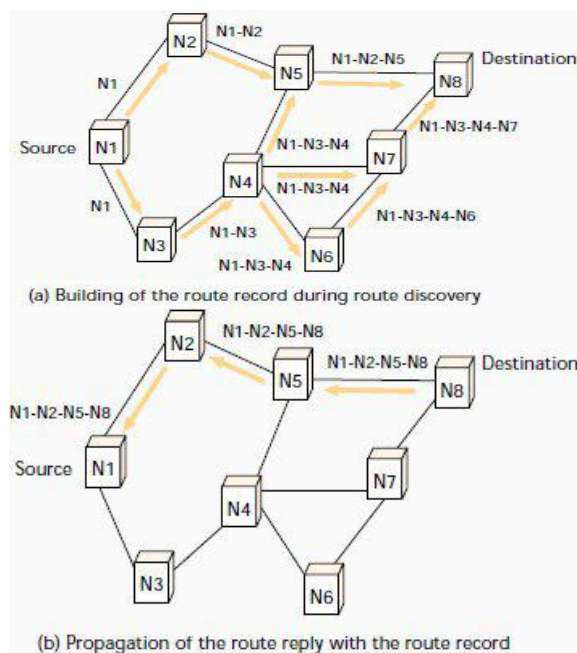 N1-N2
N2
N1-N2-N5
Destination
N5
N8
N1
N1-N3-N4-N7
Source
N1
N1-N3-N4
N7
N4
N1-N3-N4
N1
N1-N3-N4-N6
N3
N1-N3
N6
N1-N3-N4
(a) Building of the route record during route discovery
N1-N2-N5-N8
N2
N1-N2-N5-N8
Destination
N5
N8
N1-N2-N5-N8
Source
N1
N7
N4
N3
N6
(b) Propagation of the route reply with the route record